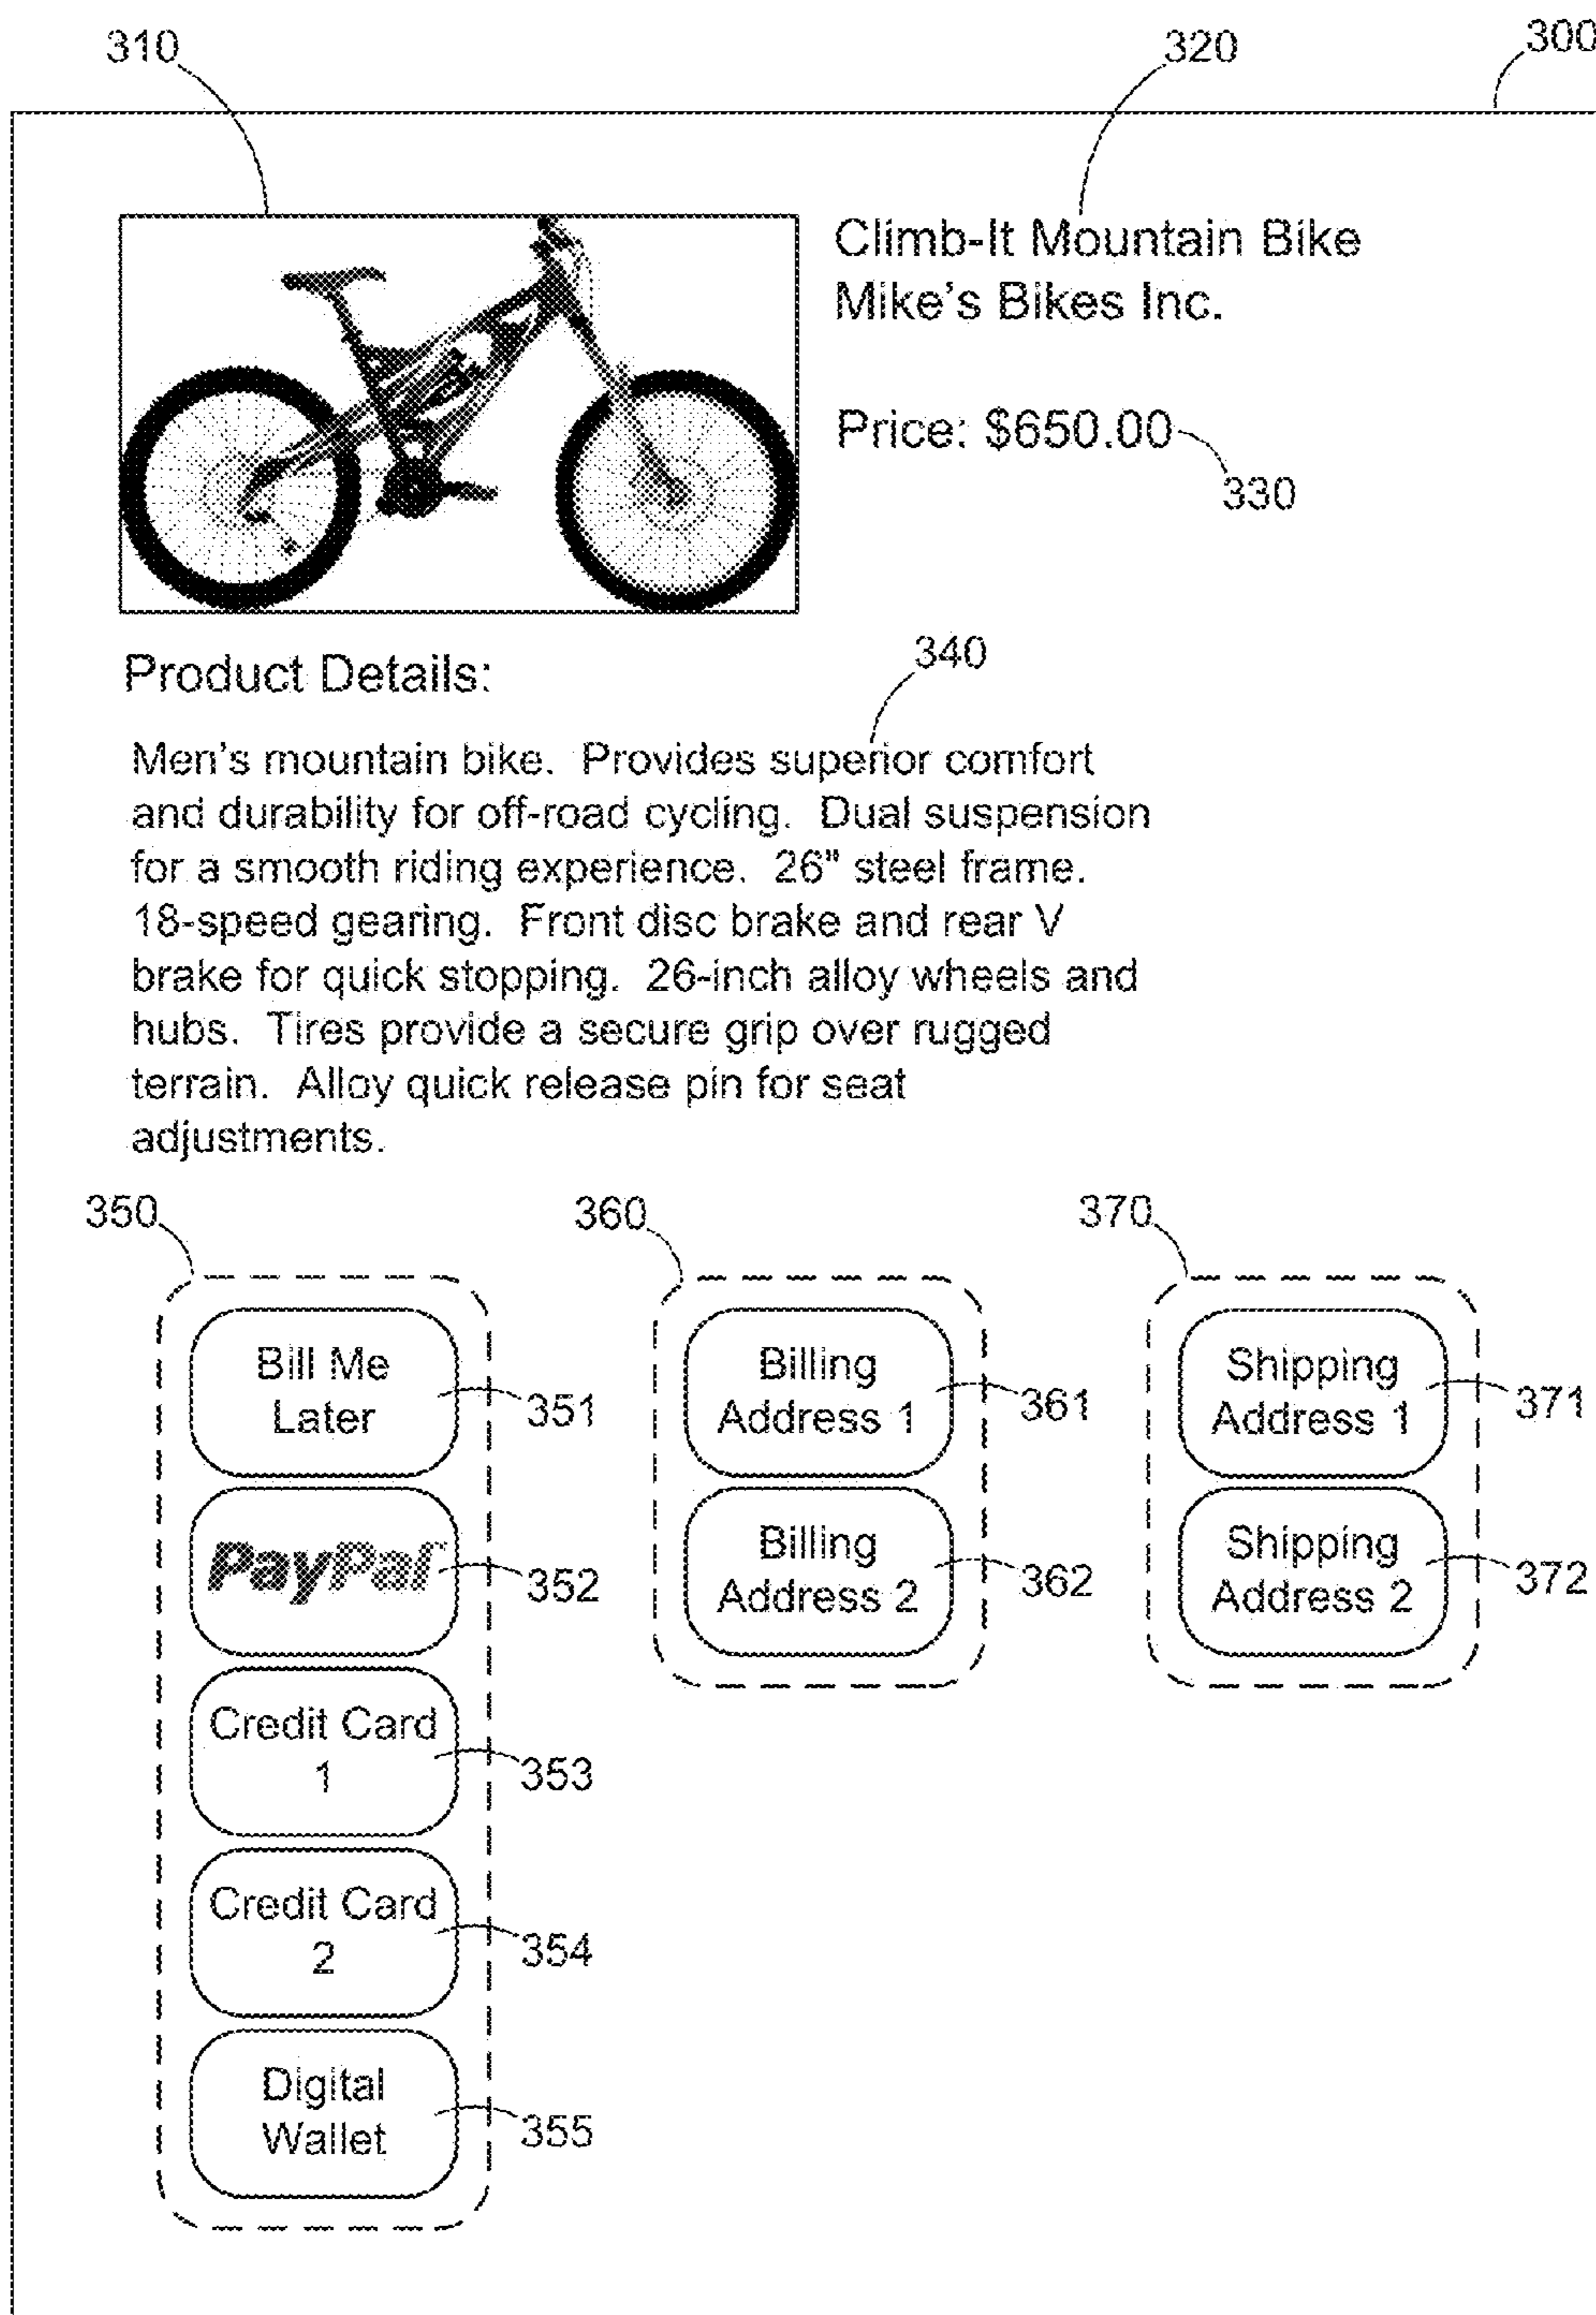 310
320
300
Climb-It Mountain Bike
Mike's Bikes Inc.
Price: $650.00
330
Product Details:
340
Men's mountain bike. Provides superior comfort
and durability for off-road cycling. Dual suspension
for a smooth riding experience. 26" steel frame.
18-speed gearing. Front disc brake and rear V
brake for quick stopping. 26-inch alloy wheels and
hubs. Tires provide a secure grip over rugged
terrain. Alloy quick release pin for seat
adjustments.
350
360
370
Bill Me
Later
351
Billing
Address 1
361
Shipping
Address 1
371
PayPal
352
Billing
Address 2
362
Shipping
Address 2
372
Credit Card
1
353
Credit Card
2
354
Digital
Wallet
355